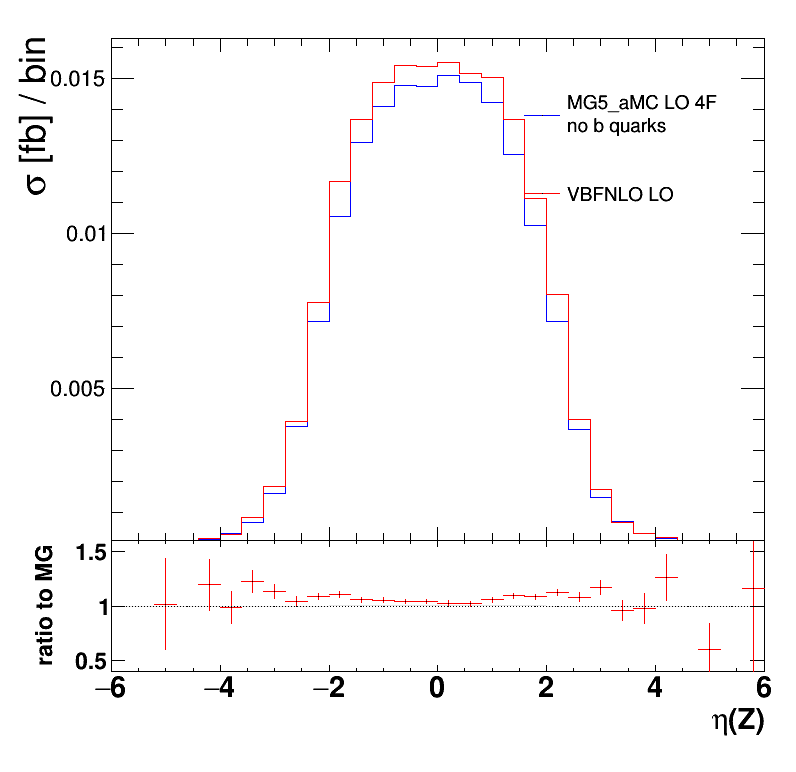 σ [fb] / bin
0.015
0.01
0.005
MG5_aMC LO 4F
no b quarks
VBFNLO LO
ratio to MG
1.5
1
0.5
−6 −4 −2 0 2 4 6
η(Z)